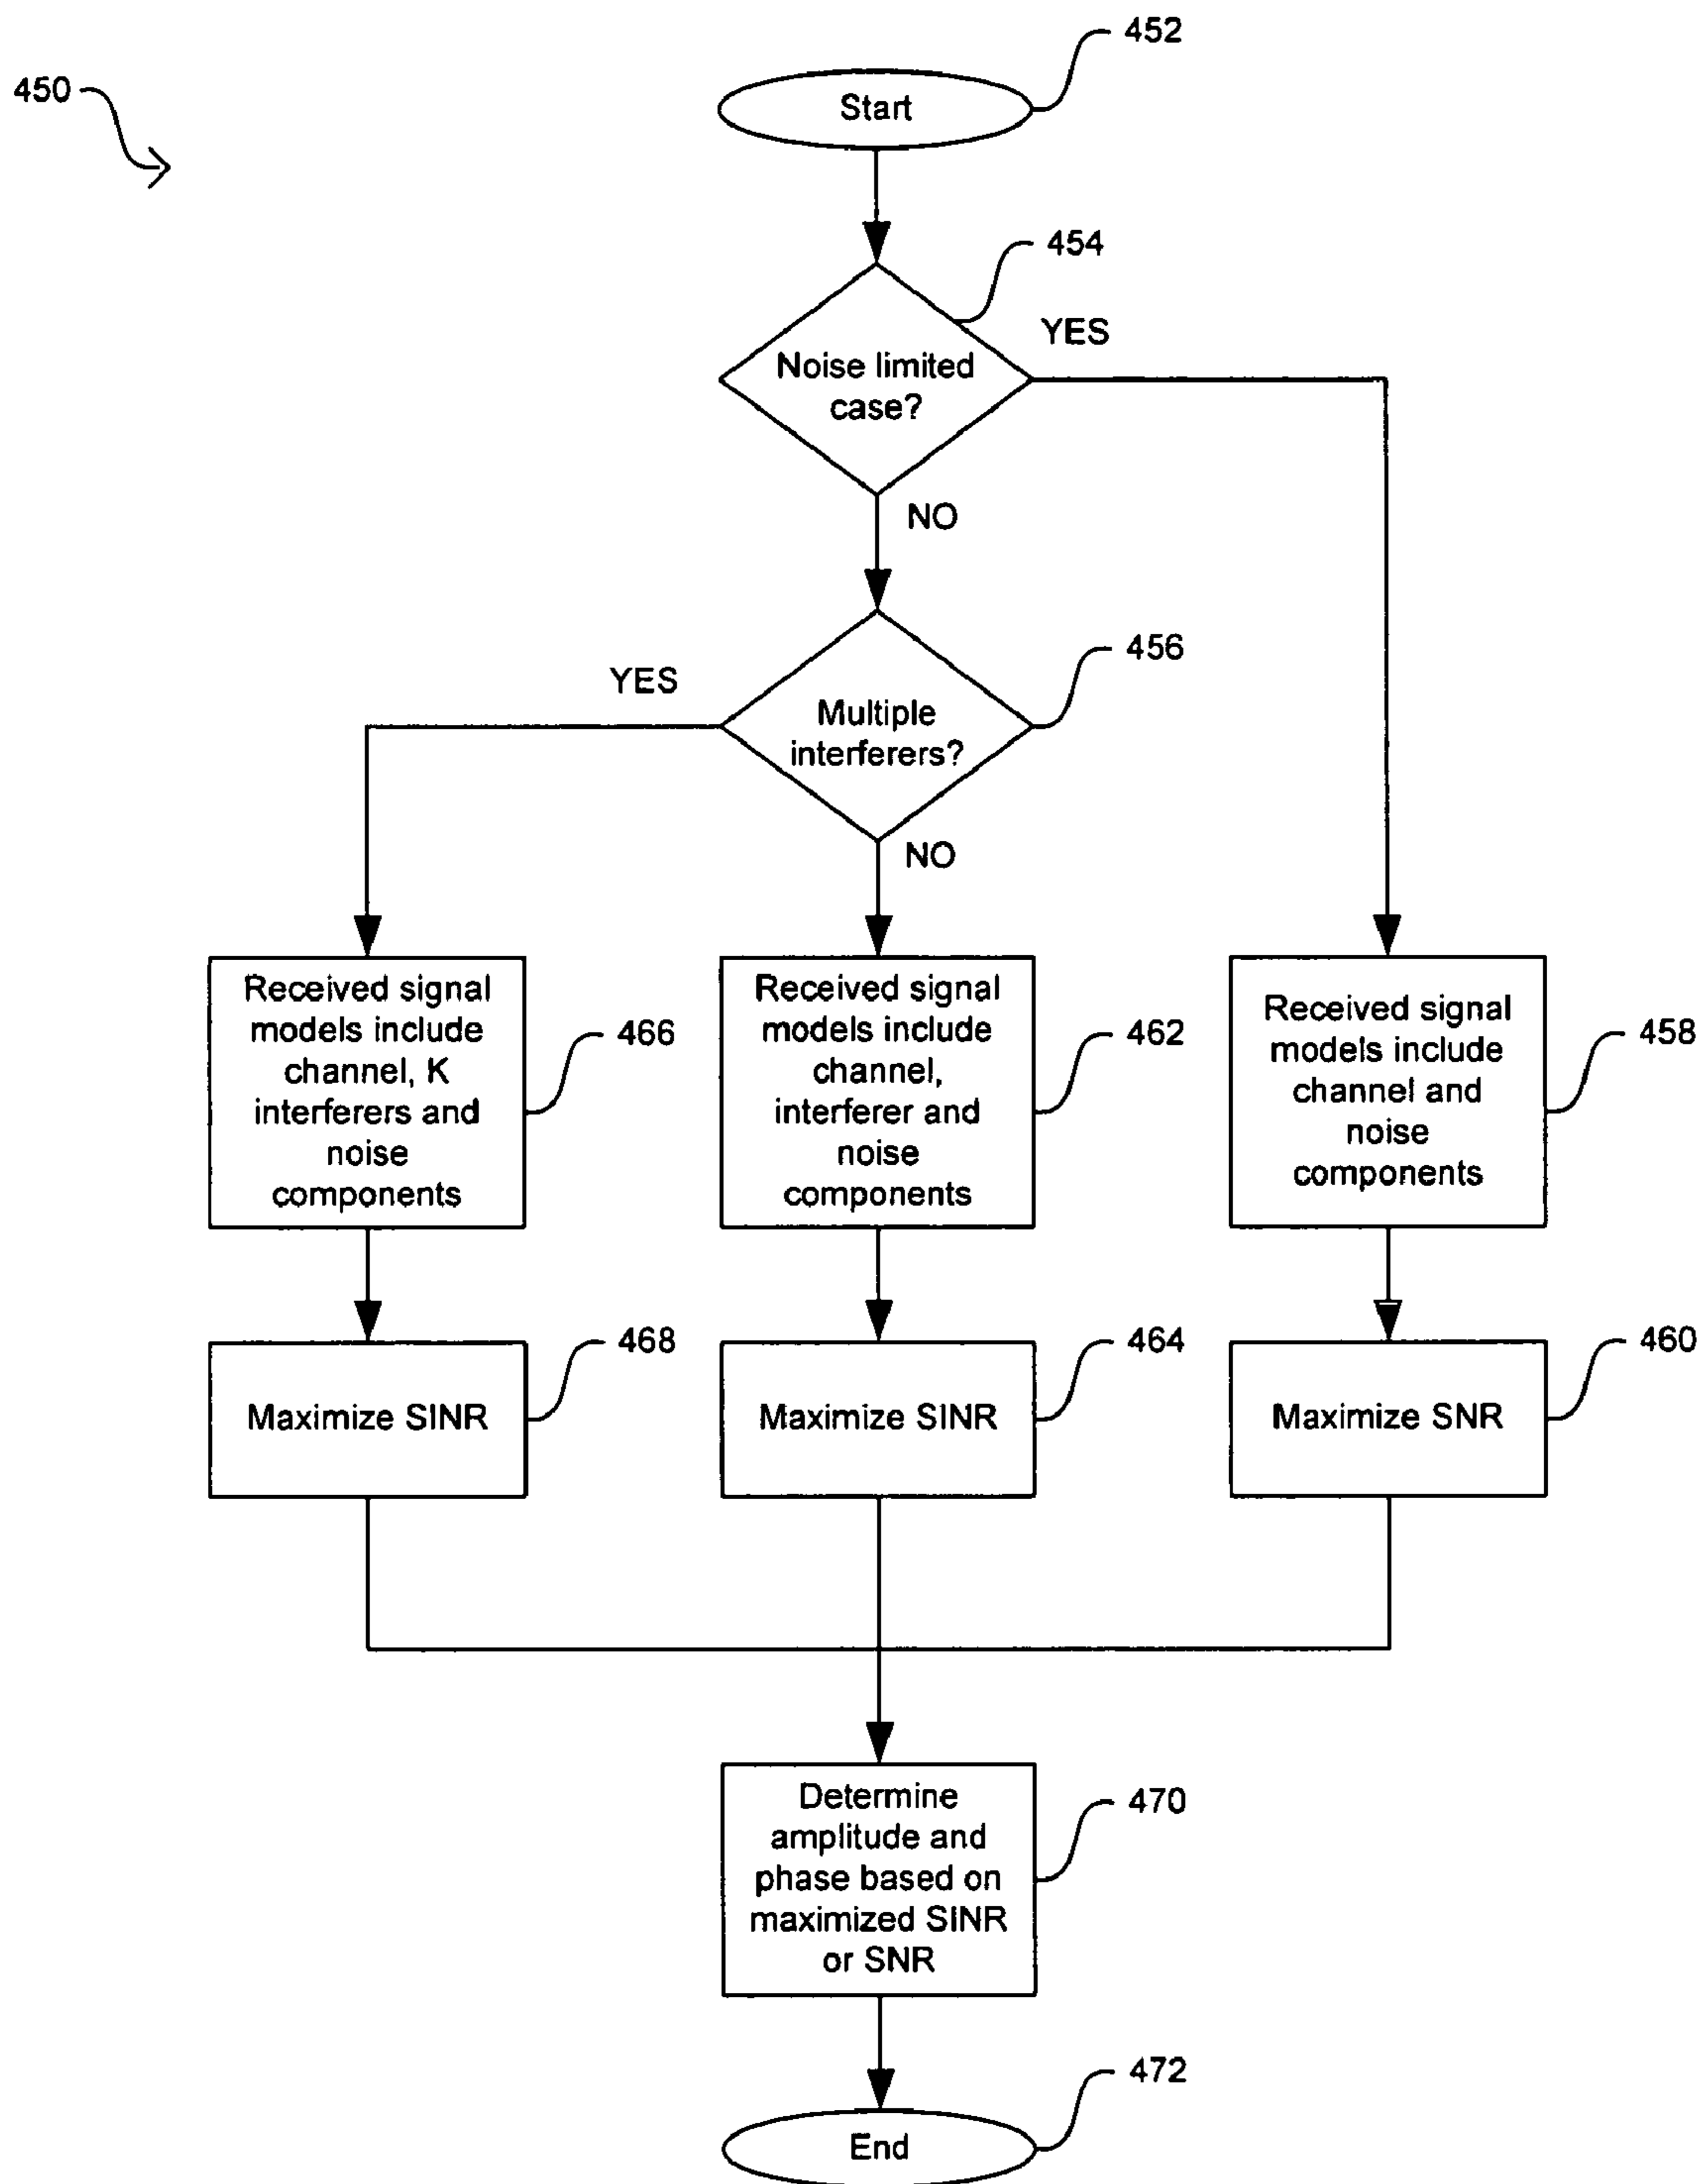 452
450
Start
454
YES
Noise limited
case?
NO
456
YES
Multiple
interferers?
NO
Received signal
models include
channel, K
interferers and
noise
components
466
Received signal
models include
channel,
interferer and
noise
components
462
Received signal
models include
channel and
noise
components
458
Maximize SINR
468
Maximize SINR
464
Maximize SNR
460
Determine
amplitude and
phase based on
maximized SINR
or SNR
470
472
End